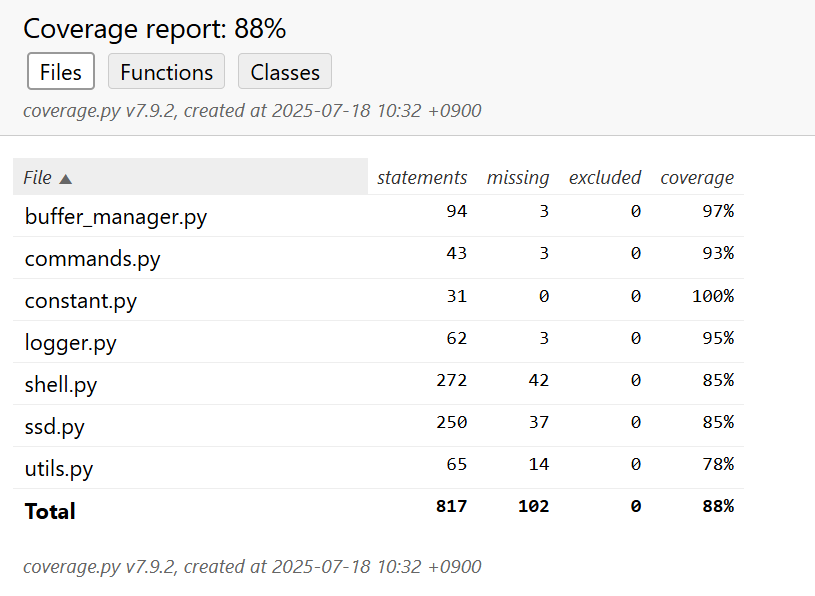 Coverage report: 88%
Files Functions Classes
coverage.py v7.9.2, created at 2025-07-18 10:32 +0900
File ▲ statements missing excluded coverage
buffer_manager.py 94 3 0 97%
commands.py 43 3 0 93%
constant.py 31 0 0 100%
logger.py 62 3 0 95%
shell.py 272 42 0 85%
ssd.py 250 37 0 85%
utils.py 65 14 0 78%
Total 817 102 0 88%
coverage.py v7.9.2, created at 2025-07-18 10:32 +0900